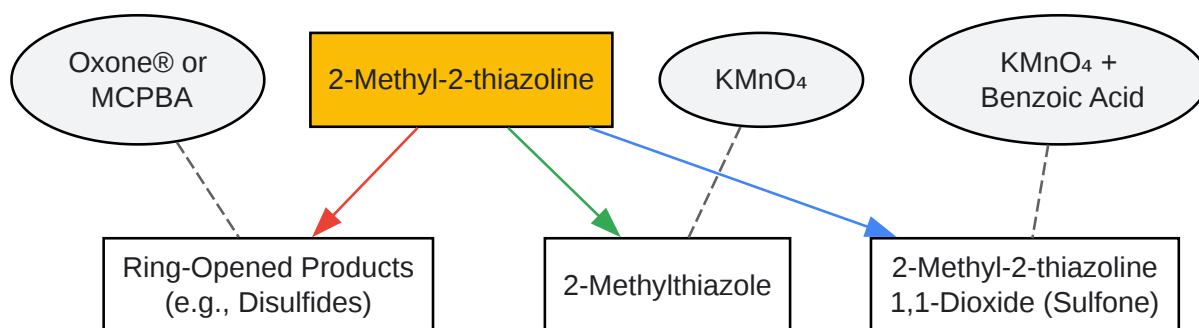 Oxone® or
MCPBA
2-Methyl-2-thiazoline
KMnO₄
KMnO₄ +
Benzoic Acid
Ring-Opened Products
(e.g., Disulfides)
2-Methylthiazole
2-Methyl-2-thiazoline
1,1-Dioxide (Sulfone)